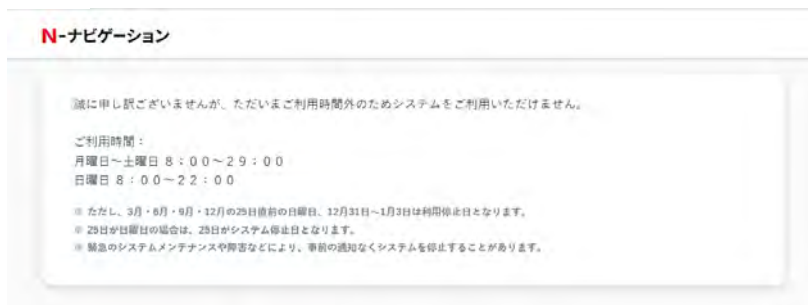 N-ナビゲーション
誠に申し訳ございませんが、ただいまご利用時間外のためシステムをご利用いただけません。
ご利用時間：
月曜日～土曜日 ８：００～２９：００
日曜日 ８：００～２２：００
※ ただし、3月・6月・9月・12月の25日直前の日曜日、12月31日～1月3日は利用停止日となります。
※ 25日が日曜日の場合は、25日がシステム停止日となります。
※ 緊急のシステムメンテナンスや障害などにより、事前の通知なくシステムを停止することがあります。